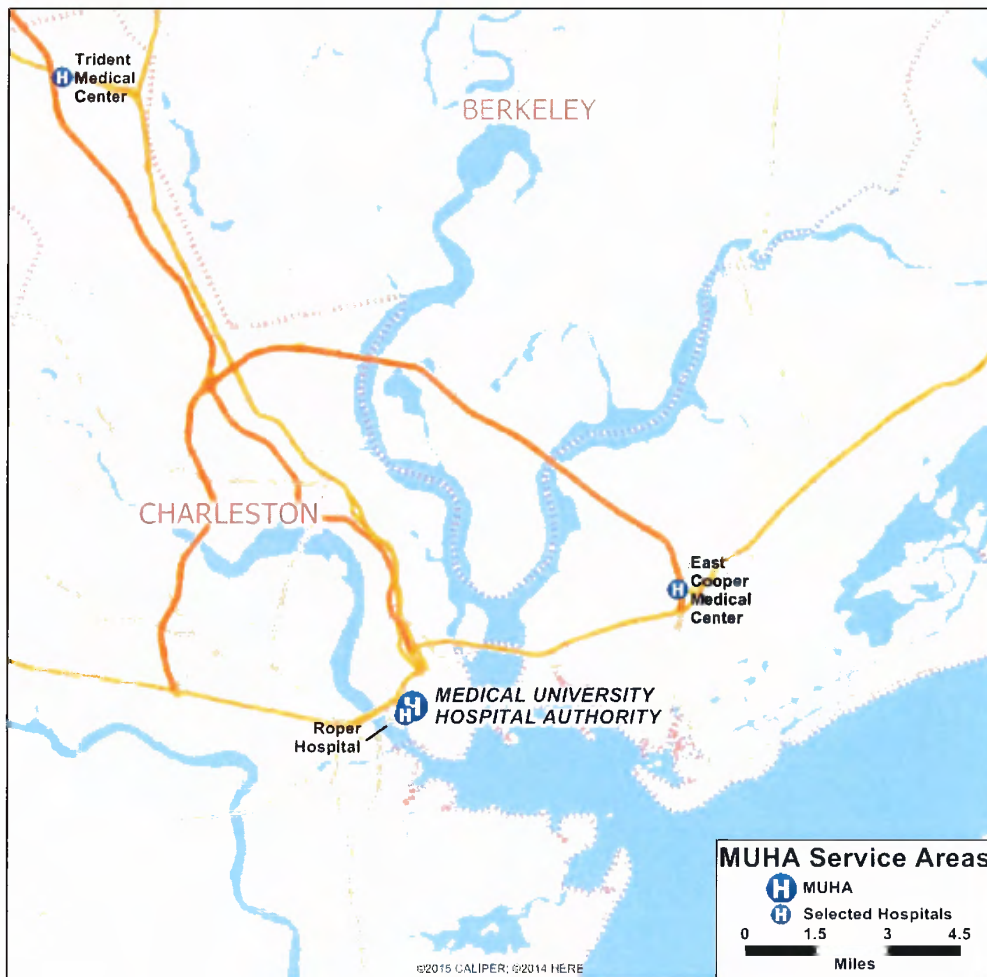 Trident
Medical
Center
BERKELEY
CHARLESTON
East
Cooper
Medical
Center
MEDICAL UNIVERSITY
HOSPITAL AUTHORITY
Roper
Hospital
MUHA Service Areas
MUHA
Selected Hospitals
0 1.5 3 4.5
Miles
©2015 CALIPER; ©2014 HERE